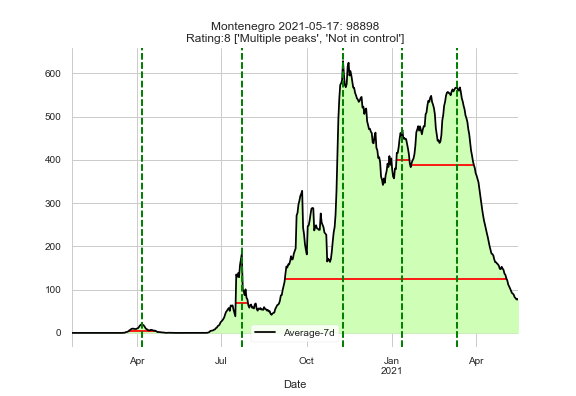 Montenegro 2021-05-17: 98898
Rating:8 ['Multiple peaks', 'Not in control']
600
500
400
300
200
100
0
Average-7d
Apr
Jul
Oct
Jan
2021
Apr
Date